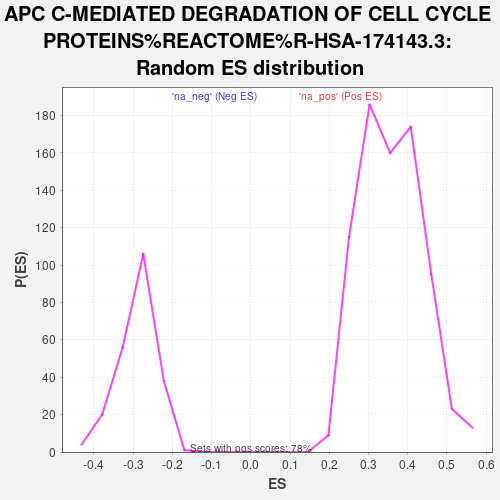 APC C-MEDIATED DEGRADATION OF CELL CYCLE
PROTEINS%REACTOME%R-HSA-174143.3:
Random ES distribution
'na_neg' (Neg ES) 'na_pos' (Pos ES)
P(ES)
180
160
140
120
100
80
60
40
20
0
Sets with pos scores: 78%
-0.4 -0.3 -0.2 -0.1 0.0 0.1 0.2 0.3 0.4 0.5 0.6
ES